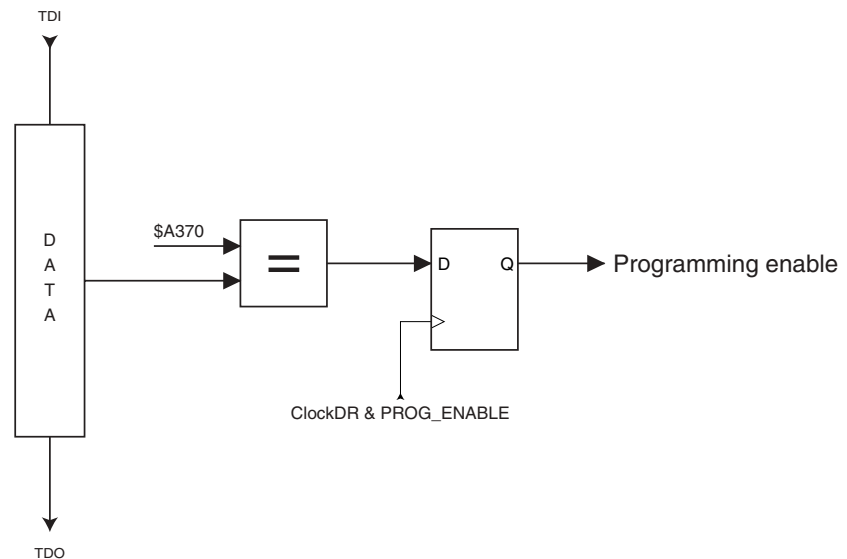 TDI
D
A
T
A
$A370
=
D
Q
Programming enable
ClockDR & PROG_ENABLE
TDO